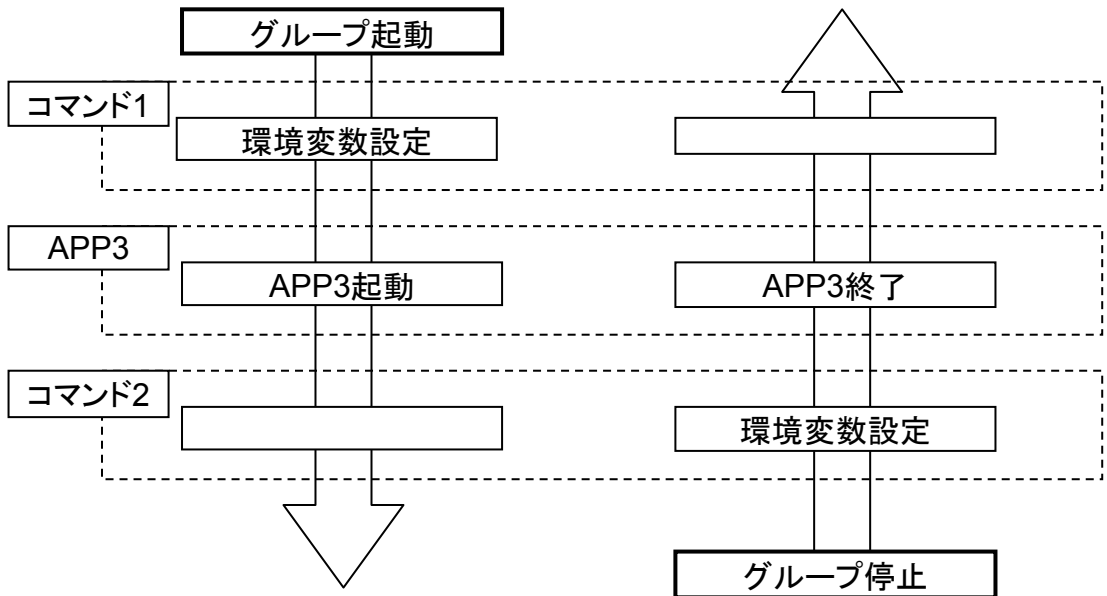 グループ起動
コマンド1
環境変数設定
APP3
APP3起動
APP3終了
コマンド2
環境変数設定
グループ停止